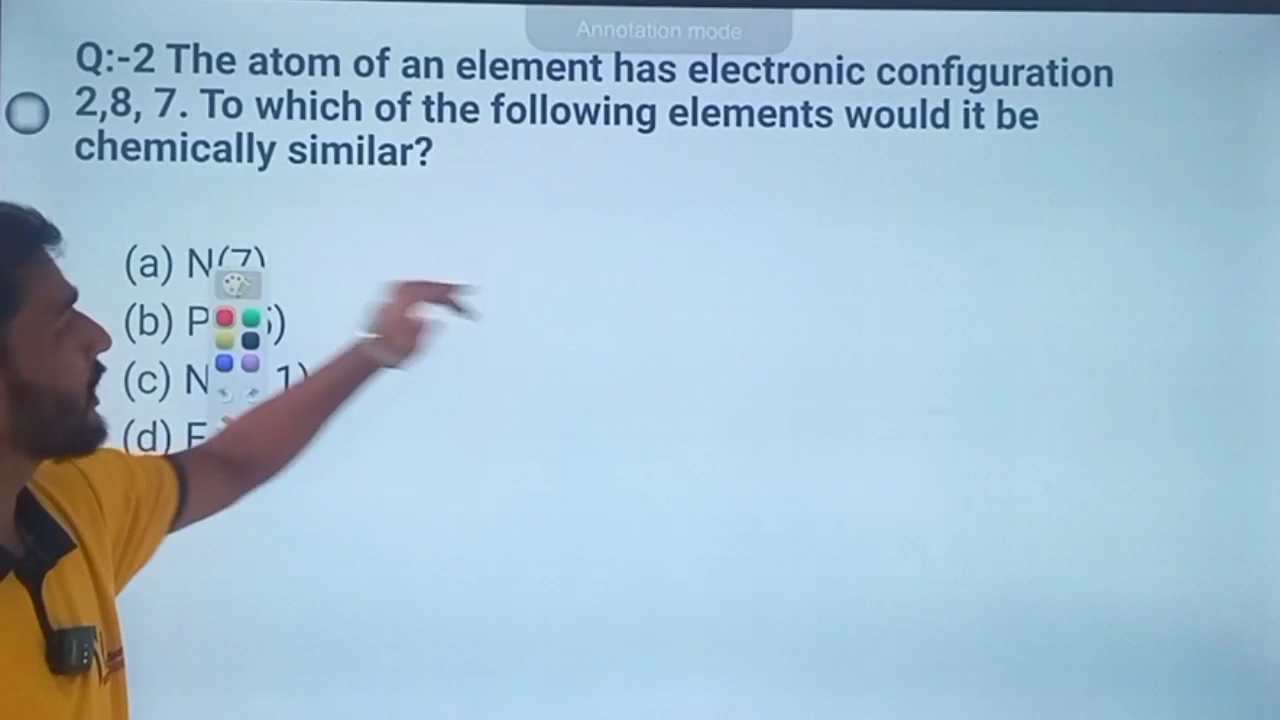 Annotation mode
Q:-2 The atom of an element has electronic configuration
2,8, 7. To which of the following elements would it be
chemically similar?
(a) N(7)
(b)
(c)
(d)